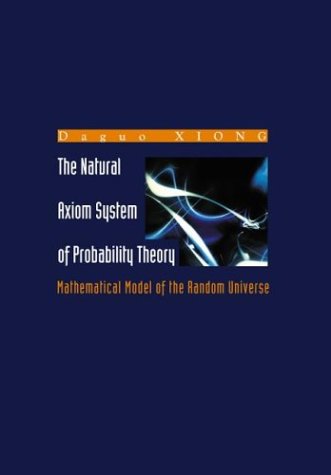 Daguo XIONG
The Natural
Axiom System
of Probability Theory
Mathematical Model of the Random Universe